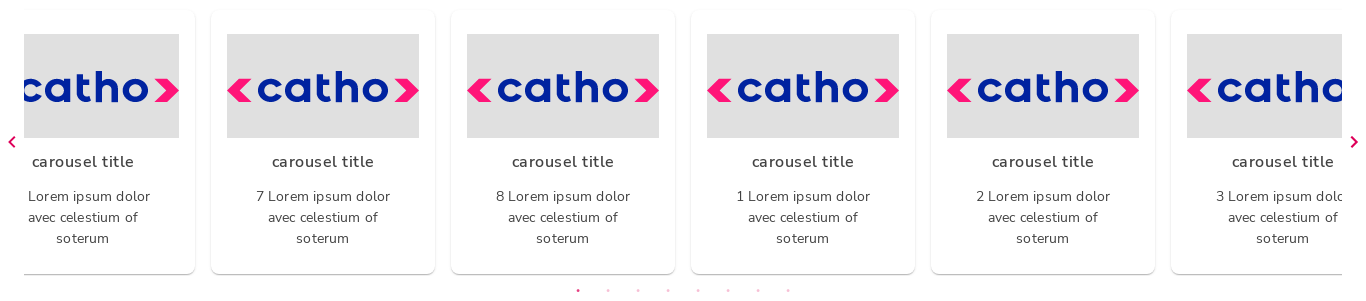 catho
carousel title
Lorem ipsum dolor
avec celestium of
soterum
catho
carousel title
7 Lorem ipsum dolor
avec celestium of
soterum
catho
carousel title
8 Lorem ipsum dolor
avec celestium of
soterum
catho
carousel title
1 Lorem ipsum dolor
avec celestium of
soterum
catho
carousel title
2 Lorem ipsum dolor
avec celestium of
soterum
catho
carousel title
3 Lorem ipsum dolo
avec celestium of
soterum